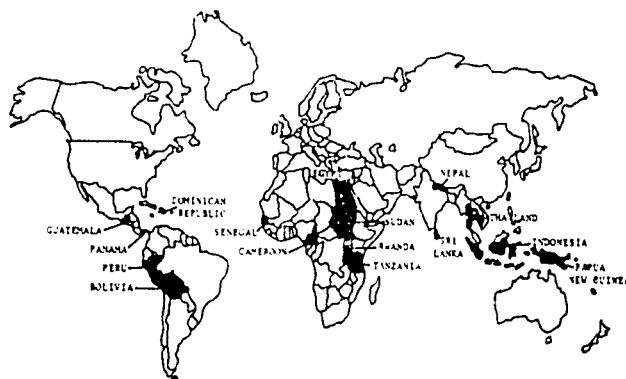 EGYPT
NEPAL
DOMINICAN
REPUBLIC
GUATEMALA
SENEGAL
SUDAN
THAILAND
PANAMA
CAMEROON
RWANDA
SRI
LANKA
INDONESIA
PERU
TANZANIA
PAPUA
NEW GUINEA
BOLIVIA